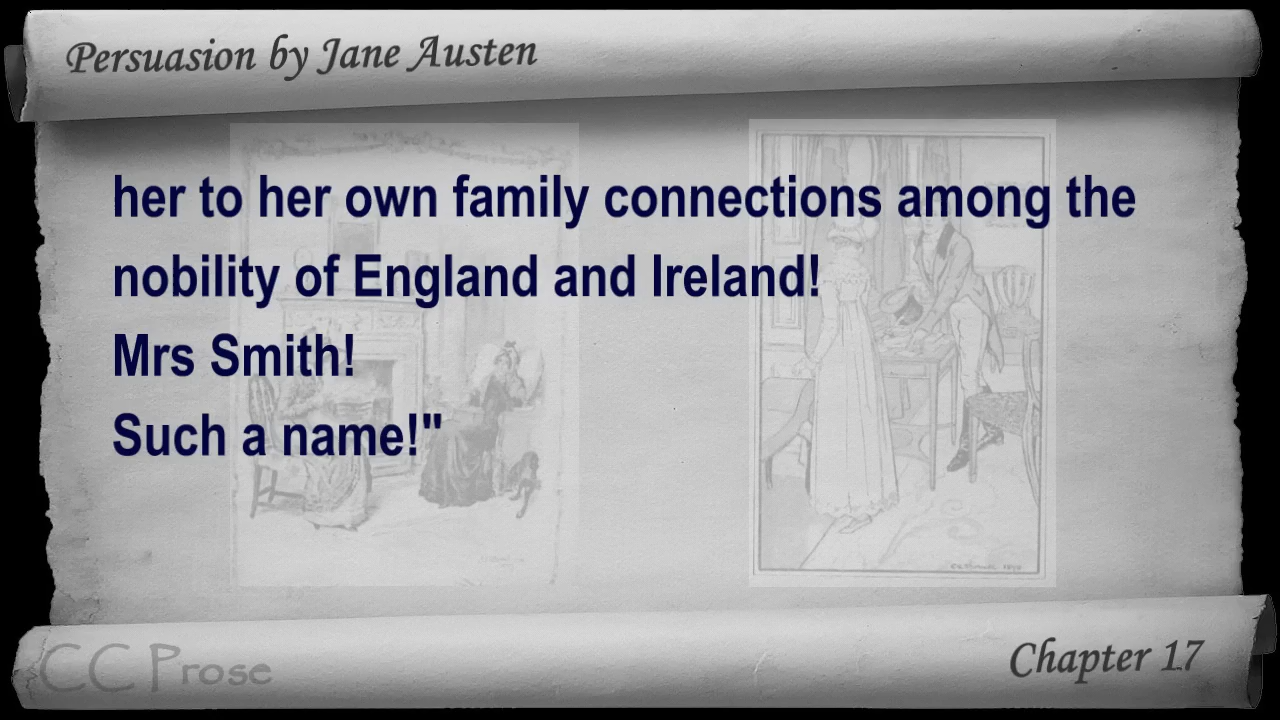 Persuasion by Jane Austen
her to her own family connections among the
nobility of England and Ireland!
Mrs Smith!
Such a name!"
CC Prose
Chapter 17